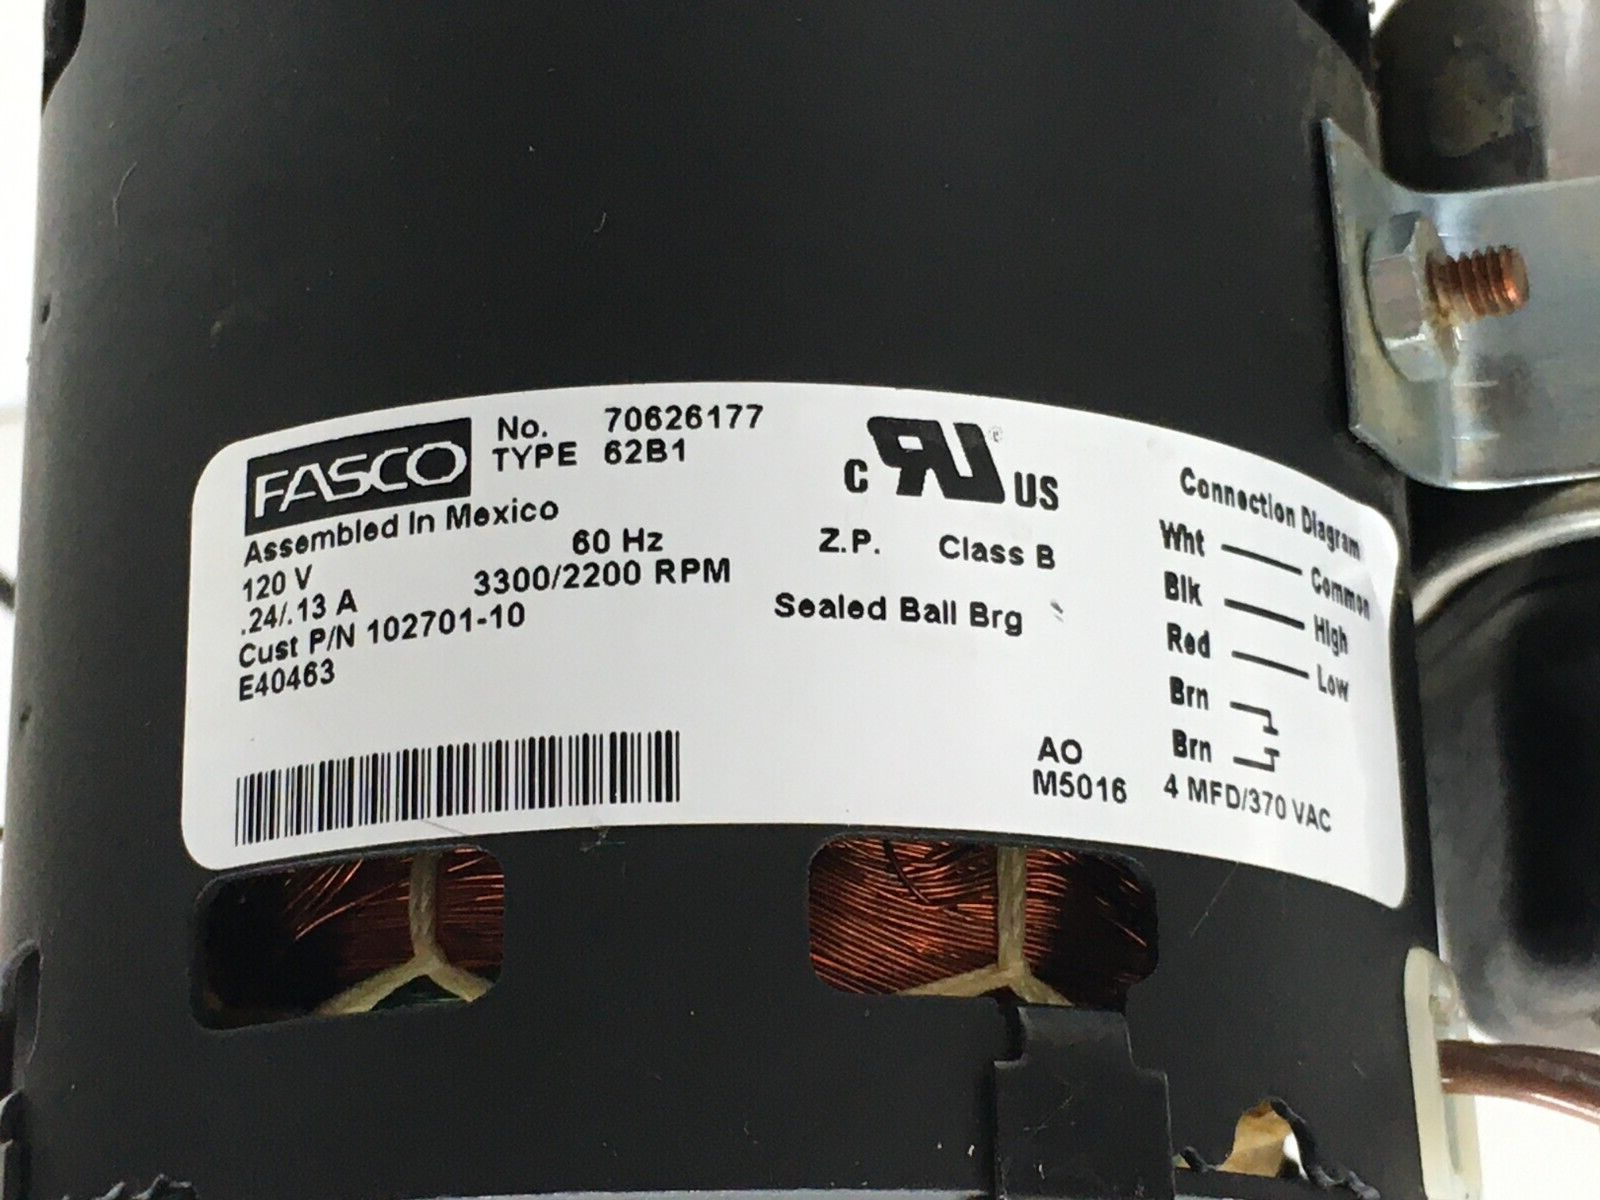 FASCO
No. 70626177
TYPE 62B1
Assembled In Mexico
120 V 60 Hz
.24/.13 A 3300/2200 RPM
Cust P/N 102701-10
E40463
C RU US
Z.P. Class B
Sealed Ball Brg
AO
M5016
Connection Diagram
Wht Common
Blk High
Red Low
Brn
Brn
4 MFD/370 VAC